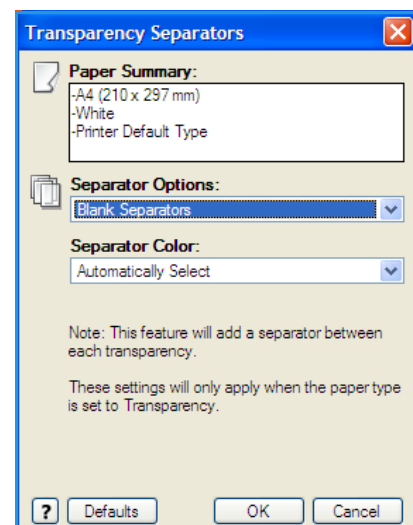 Transparency Separators
Paper Summary:
-A4 (210 x 297 mm)
-White
-Printer Default Type
Separator Options:
Blank Separators
Separator Color:
Automatically Select
Note: This feature will add a separator between
each transparency.
These settings will only apply when the paper type
is set to Transparency.
? Defaults OK Cancel